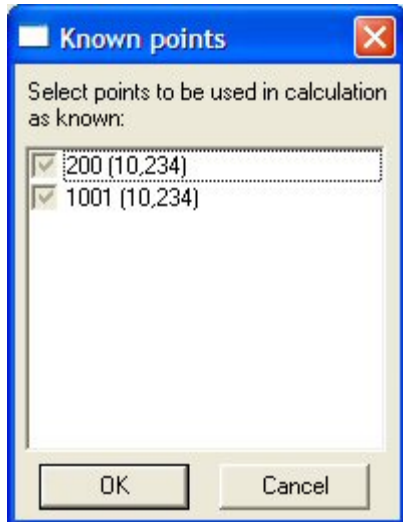 Known points
Select points to be used in calculation
as known:
200 (10,234)
1001 (10,234)
OK Cancel